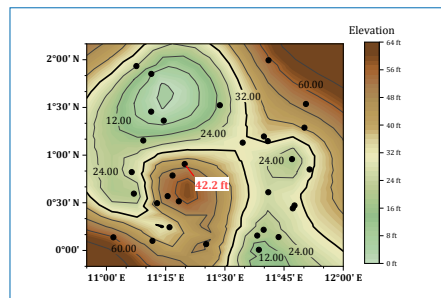 Elevation
2°00′ N
1°30′ N
1°00′ N
0°30′ N
0°00′ N
60.00
32.00
12.00
24.00
24.00
24.00
42.2 ft
60.00
24.00
12.00
11°00′ E
11°15′ E
11°30′ E
11°45′ E
12°00′ E
64 ft
56 ft
48 ft
40 ft
32 ft
24 ft
16 ft
8 ft
0 ft